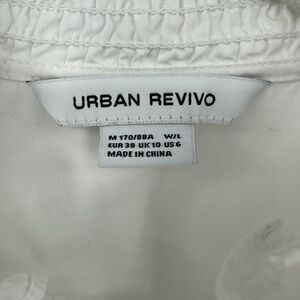 URBAN REVIVO
M 170/88A W/L
EUR 38 UK 10 US 6
MADE IN CHINA